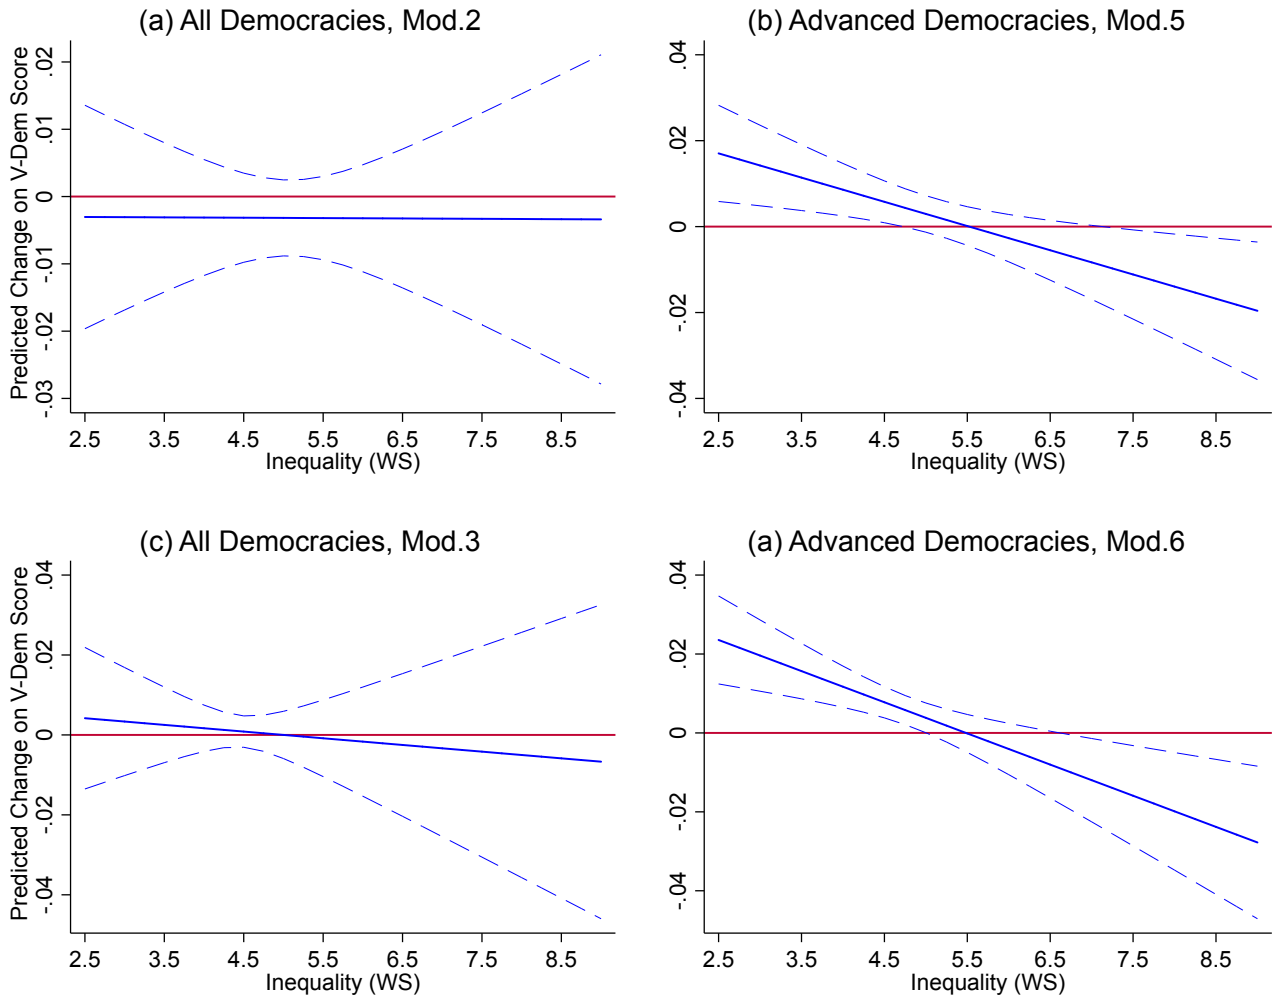 (a) All Democracies, Mod.2
Predicted Change on V-Dem Score
.02
.01
0
-.01
-.02
-.03
2.5 3.5 4.5 5.5 6.5 7.5 8.5
Inequality (WS)
(b) Advanced Democracies, Mod.5
.04
.02
0
-.02
-.04
2.5 3.5 4.5 5.5 6.5 7.5 8.5
Inequality (WS)
(c) All Democracies, Mod.3
Predicted Change on V-Dem Score
.04
.02
0
-.02
-.04
2.5 3.5 4.5 5.5 6.5 7.5 8.5
Inequality (WS)
(a) Advanced Democracies, Mod.6
.04
.02
0
-.02
-.04
2.5 3.5 4.5 5.5 6.5 7.5 8.5
Inequality (WS)